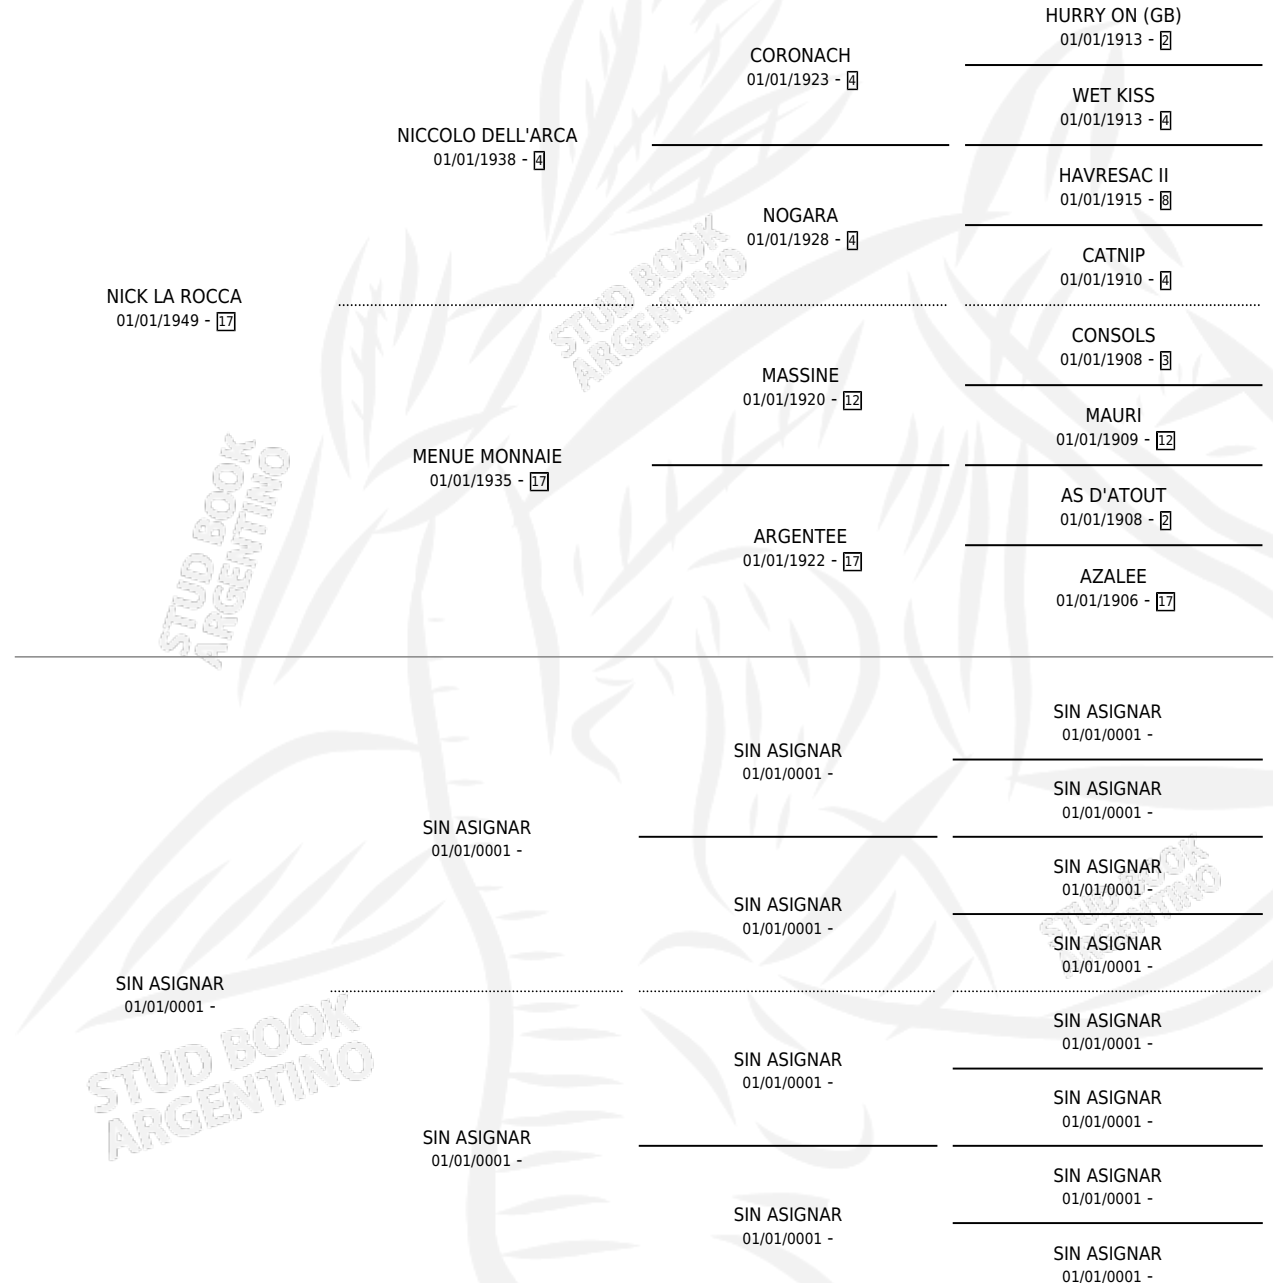 HURRY ON (GB)
01/01/1913 - 2
CORONACH
01/01/1923 - 4
WET KISS
01/01/1913 - 4
NICCOLO DELL'ARCA
01/01/1938 - 4
HAVRESAC II
01/01/1915 - 8
NOGARA
01/01/1928 - 4
CATNIP
01/01/1910 - 4
NICK LA ROCCA
01/01/1949 - 17
CONSOLS
01/01/1908 - 3
MASSINE
01/01/1920 - 12
MAURI
01/01/1909 - 12
MENUE MONNAIE
01/01/1935 - 17
AS D'ATOUT
01/01/1908 - 2
ARGENTEE
01/01/1922 - 17
AZALEE
01/01/1906 - 17
SIN ASIGNAR
01/01/0001 -
SIN ASIGNAR
01/01/0001 -
SIN ASIGNAR
01/01/0001 -
SIN ASIGNAR
01/01/0001 -
SIN ASIGNAR
01/01/0001 -
SIN ASIGNAR
01/01/0001 -
SIN ASIGNAR
01/01/0001 -
SIN ASIGNAR
01/01/0001 -
SIN ASIGNAR
01/01/0001 -
SIN ASIGNAR
01/01/0001 -
SIN ASIGNAR
01/01/0001 -
SIN ASIGNAR
01/01/0001 -
SIN ASIGNAR
01/01/0001 -
SIN ASIGNAR
01/01/0001 -
SIN ASIGNAR
01/01/0001 -
STUD BOOK
ARGENTINO
STUD BOOK
ARGENTINO
STUD BOOK
ARGENTINO
STUD BOOK
ARGENTINO